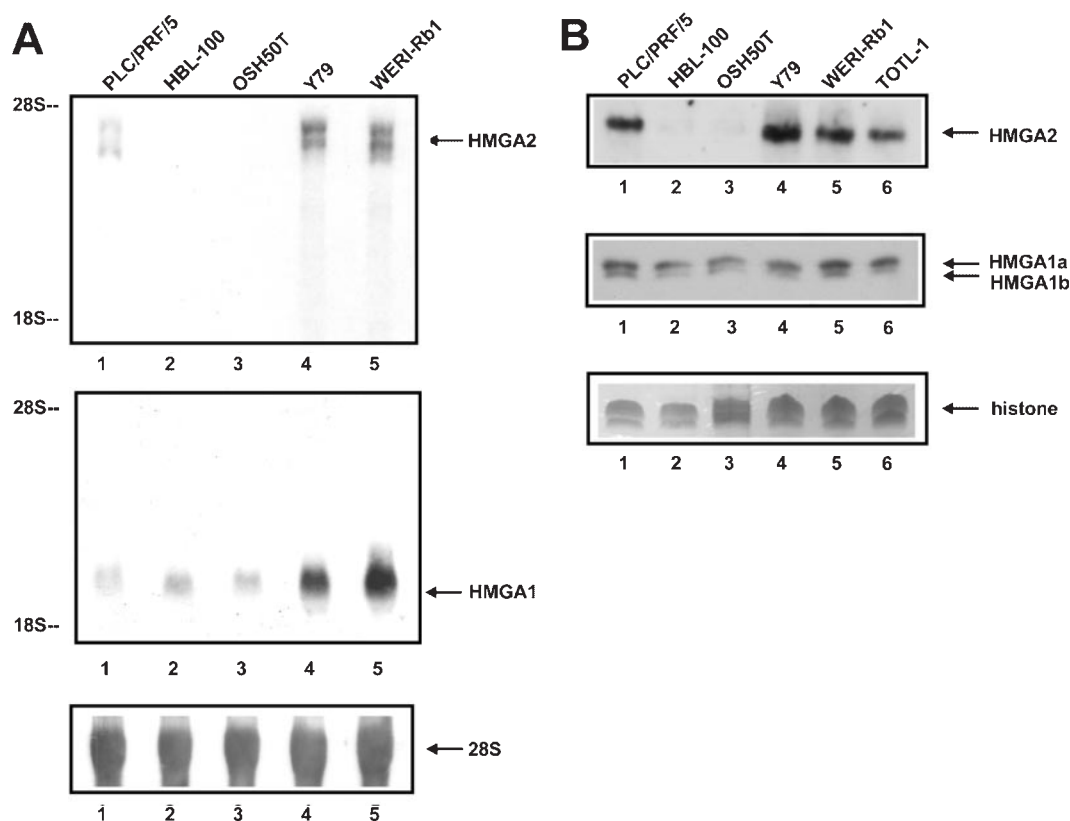 A
PLC/PRF/5 HBL-100 OSH50T Y79 WERI-Rb1
28S--
HMGA2
18S--
1 2 3 4 5
28S--
HMGA1
18S--
1 2 3 4 5
28S
1 2 3 4 5
B
PLC/PRF/5 HBL-100 OSH50T Y79 WERI-Rb1 TOTL-1
HMGA2
1 2 3 4 5 6
HMGA1a
HMGA1b
1 2 3 4 5 6
histone
1 2 3 4 5 6